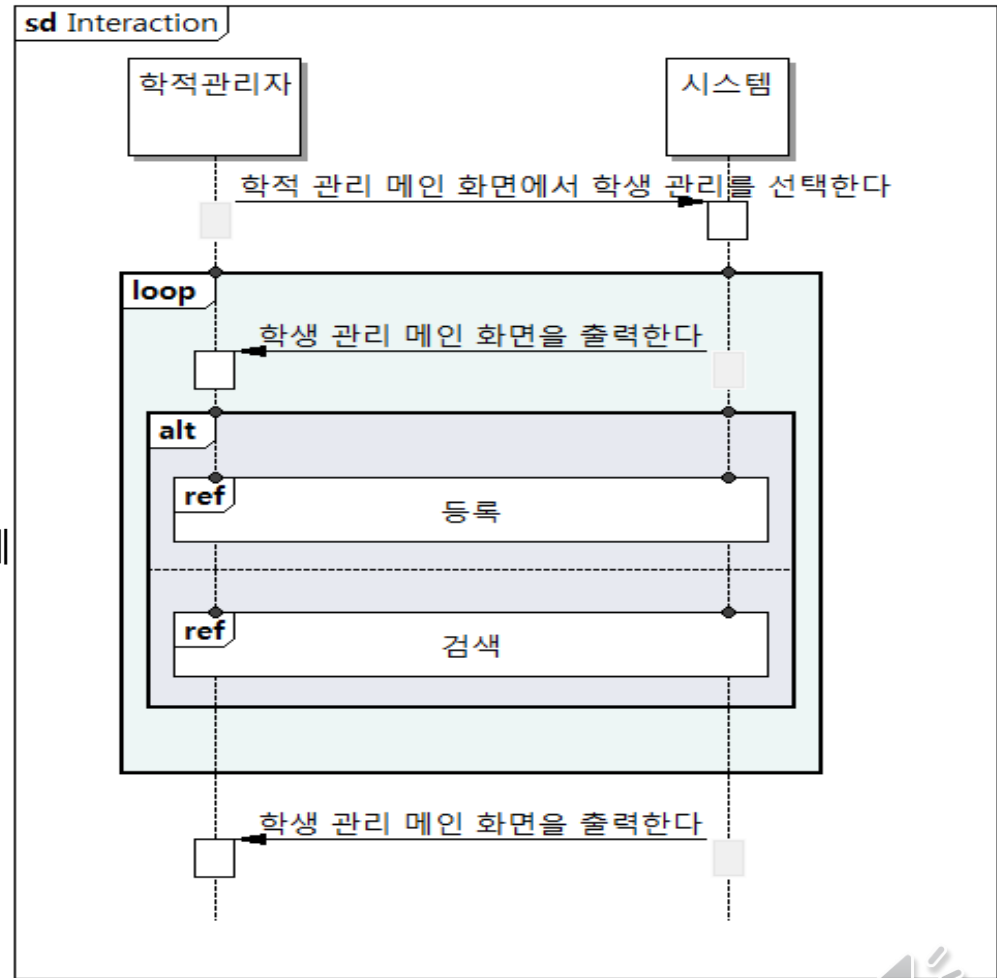 sd Interaction
학적관리자
시스템
학적 관리 메인 화면에서 학생 관리를 선택한다
loop
학생 관리 메인 화면을 출력한다
alt
ref
등록
ref
검색
학생 관리 메인 화면을 출력한다